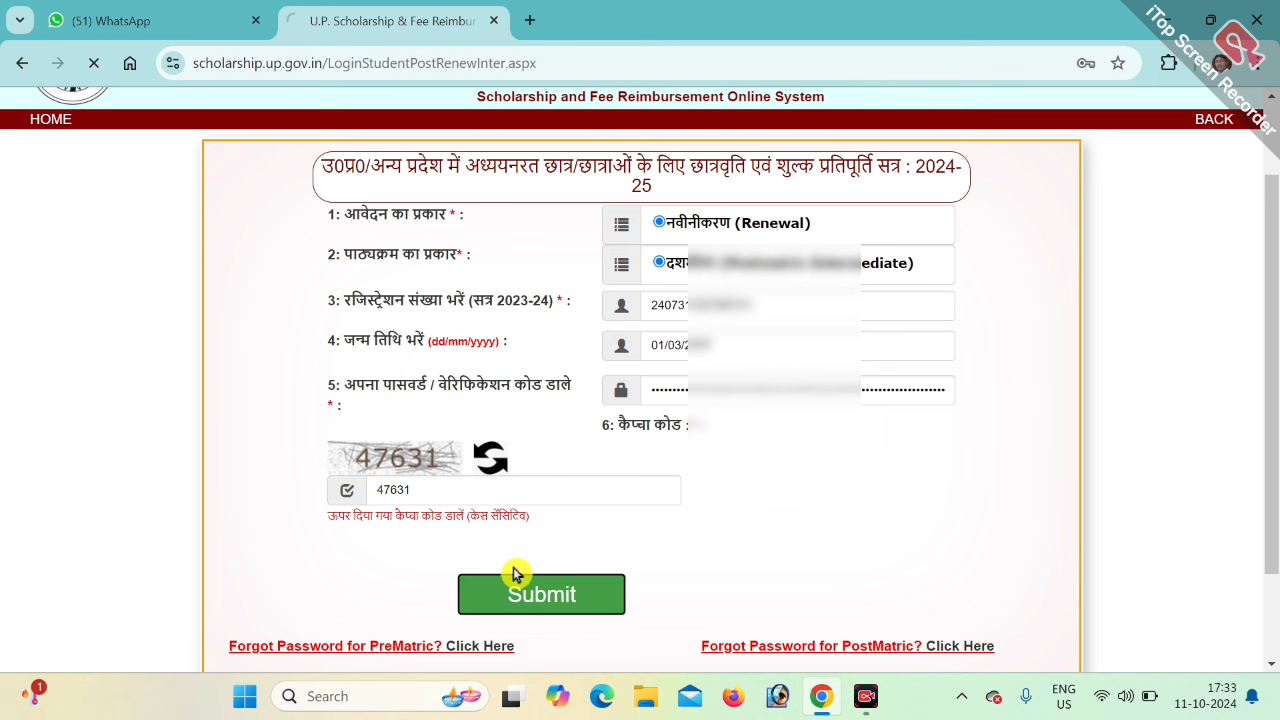 (51) WhatsApp
U.P. Scholarship & Fee Reimbur
iTop Screen Recorder
scholarship.up.gov.in/LoginStudentPostRenewInter.aspx
Scholarship and Fee Reimbursement Online System
HOME
BACK
उ0प्र0/अन्य प्रदेश में अध्ययनरत छात्र/छात्राओं के लिए छात्रवृति एवं शुल्क प्रतिपूर्ति सत्र : 2024-
25
1: आवेदन का प्रकार * :
नवीनीकरण (Renewal)
2: पाठ्यक्रम का प्रकार* :
ediate)
3: रजिस्ट्रेशन संख्या भरें (सत्र 2023-24) * :
24073
4: जन्म तिथि भरें (dd/mm/yyyy) :
01/03/2
5: अपना पासवर्ड / वेरिफिकेशन कोड डाले
* :
6: कैप्चा कोड :
47631
47631
ऊपर दिया गया कैप्चा कोड डालें (केस सेंसिटिव)
Submit
Forgot Password for PreMatric? Click Here
Forgot Password for PostMatric? Click Here
1
Search
ENG
US
17:33
11-10-2024